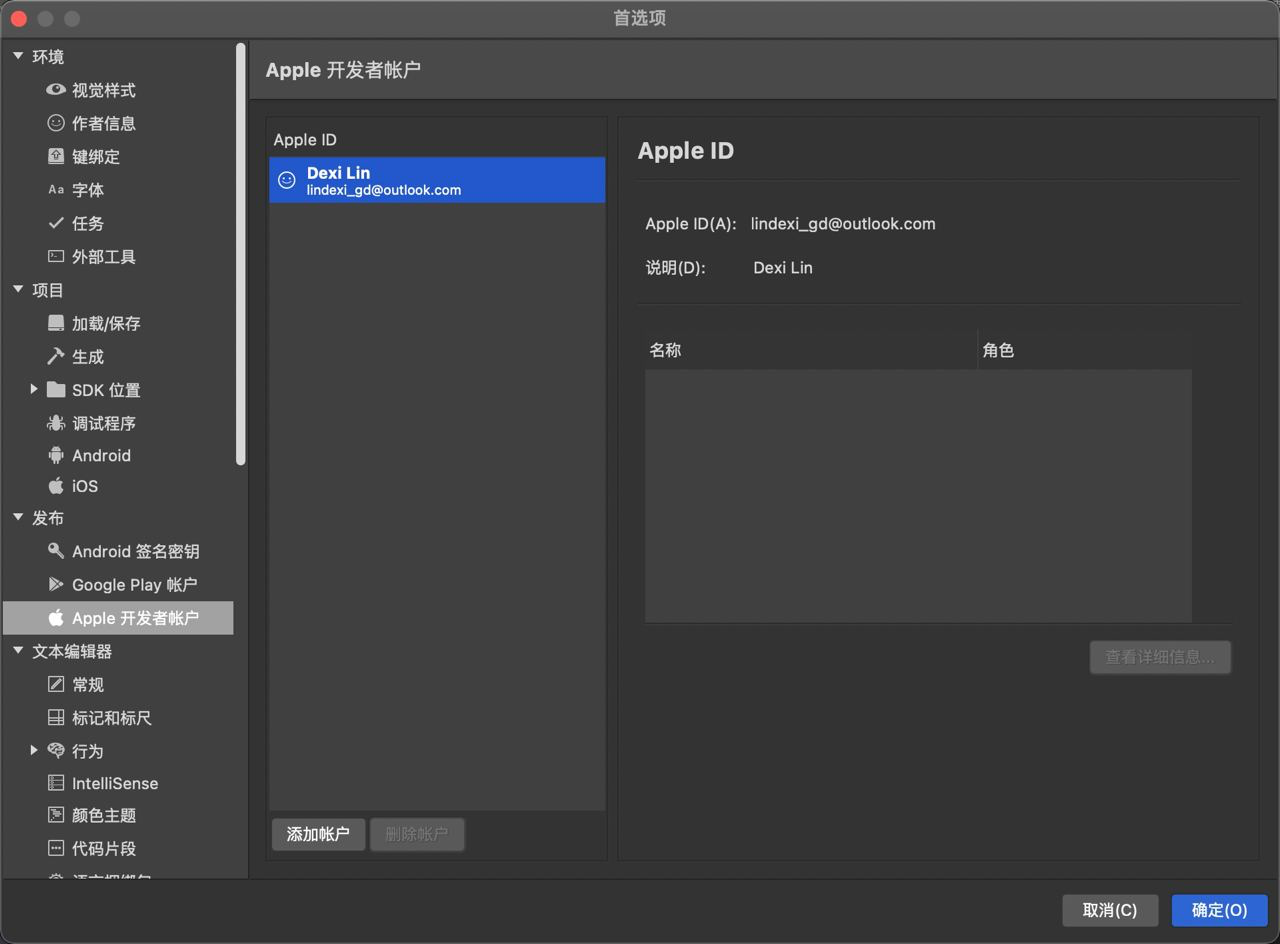 首选项
环境
视觉样式
作者信息
键绑定
Aa 字体
任务
外部工具
项目
加载/保存
生成
SDK 位置
调试程序
Android
iOS
发布
Android 签名密钥
Google Play 帐户
Apple 开发者帐户
文本编辑器
常规
标记和标尺
行为
IntelliSense
颜色主题
代码片段
Apple 开发者帐户
Apple ID
Dexi Lin
lindexi_gd@outlook.com
添加帐户
删除帐户
Apple ID
Apple ID(A): lindexi_gd@outlook.com
说明(D): Dexi Lin
名称 角色
查看详细信息...
取消(C)
确定(O)